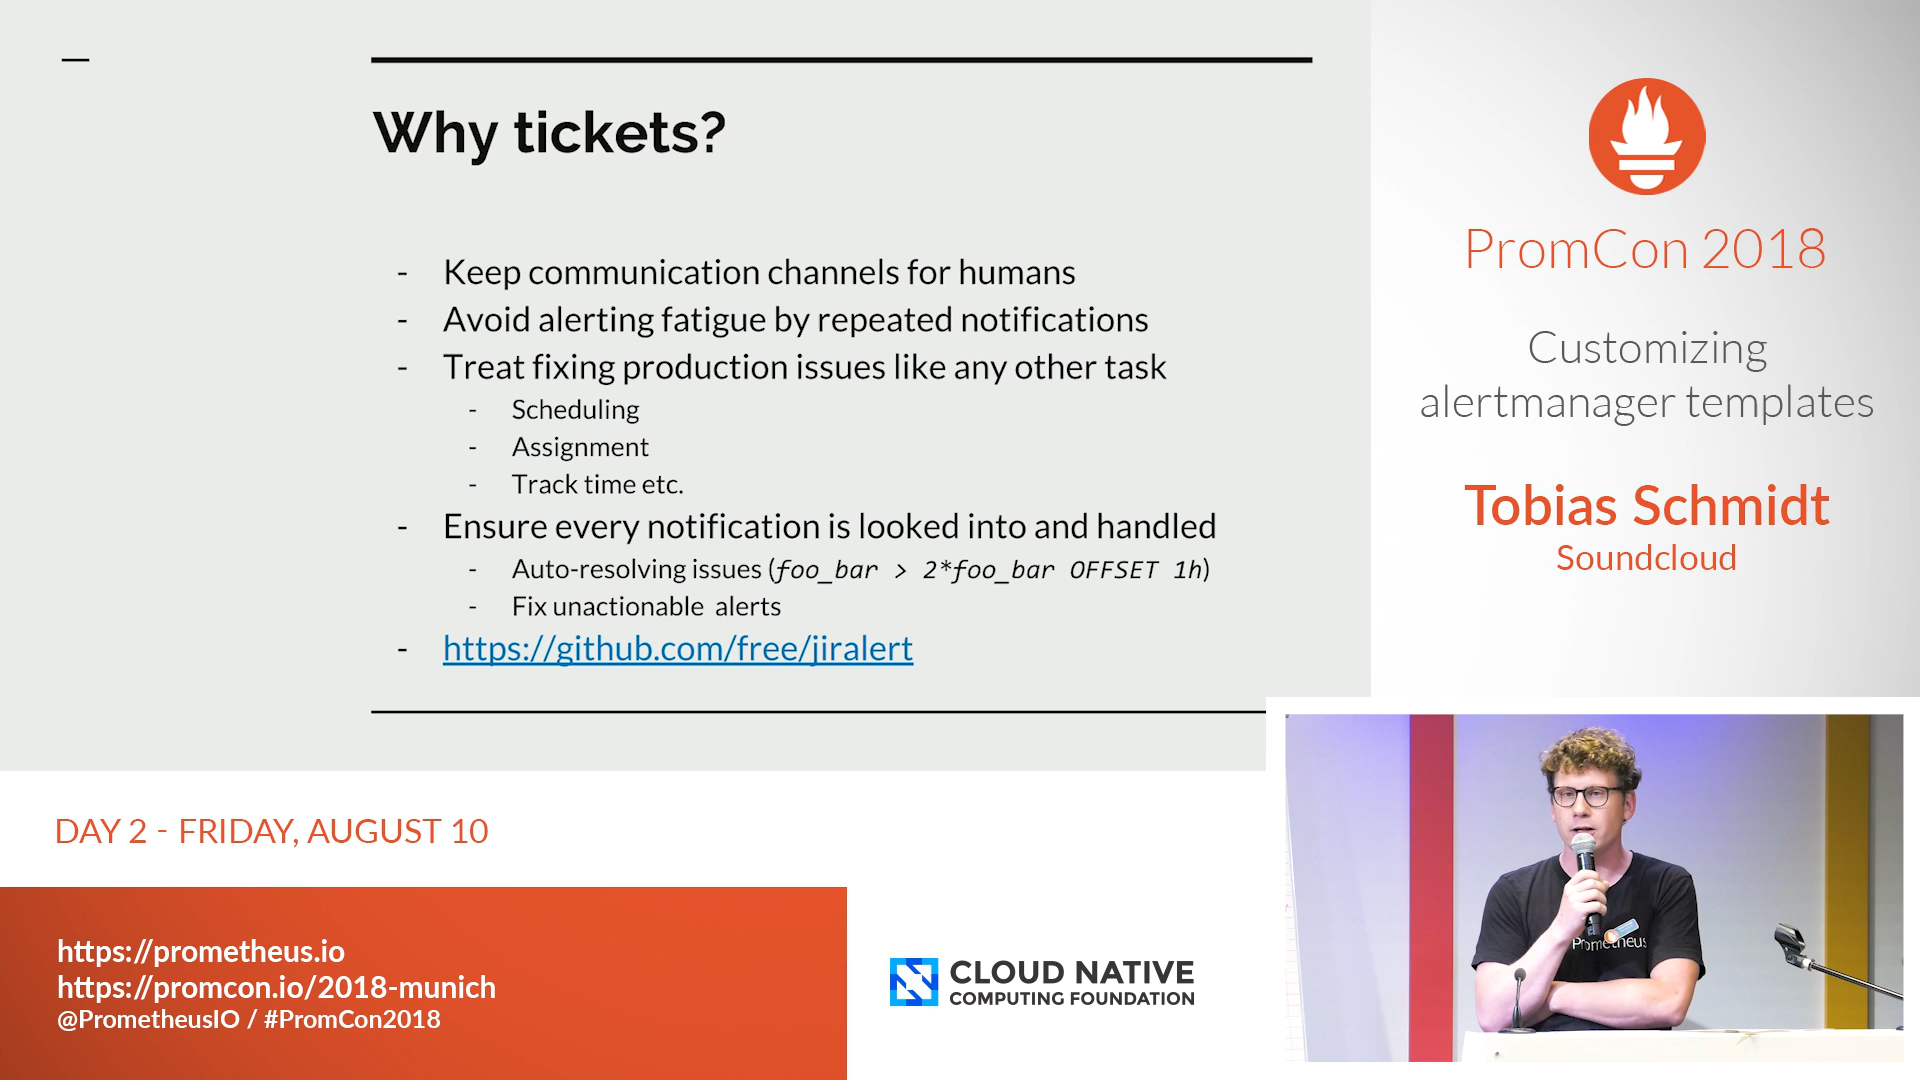 Why tickets?
- Keep communication channels for humans
- Avoid alerting fatigue by repeated notifications
- Treat fixing production issues like any other task
- Scheduling
- Assignment
- Track time etc.
- Ensure every notification is looked into and handled
- Auto-resolving issues (foo_bar > 2*foo_bar OFFSET 1h)
- Fix unactionable alerts
- https://github.com/free/jiralert
PromCon 2018
Customizing
alertmanager templates
Tobias Schmidt
Soundcloud
DAY 2 - FRIDAY, AUGUST 10
https://prometheus.io
https://promcon.io/2018-munich
@PrometheusIO / #PromCon2018
CLOUD NATIVE
COMPUTING FOUNDATION
Prometheus